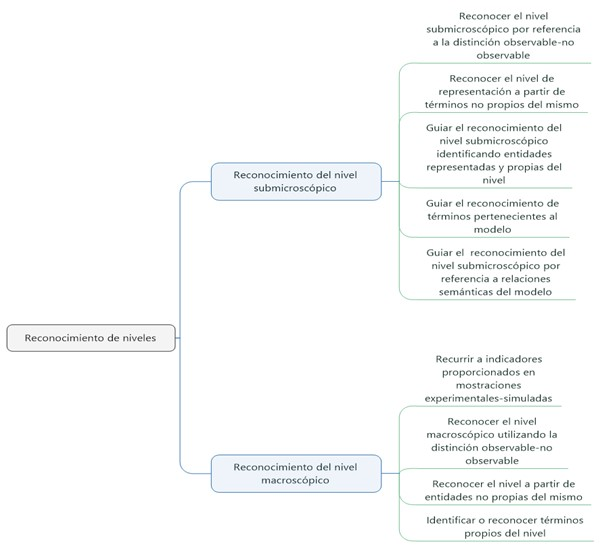 Reconocer el nivel
submicroscópico por referencia
a la distinción observable-no
observable
Reconocer el nivel de
representación a partir de
términos no propios del mismo
Guiar el reconocimiento del
nivel submicroscópico
identificando entidades
representadas y propias del
nivel
Reconocimiento del nivel
submicroscópico
Guiar el reconocimiento de
términos pertenecientes al
modelo
Guiar el reconocimiento del
nivel submicroscópico por
referencia a relaciones
semánticas del modelo
Reconocimiento de niveles
Recurrir a indicadores
proporcionados en
mostraciones
experimentales-simuladas
Reconocer el nivel
macroscópico utilizando la
distinción observable-no
observable
Reconocimiento del nivel
macroscópico
Reconocer el nivel a partir de
entidades no propias del mismo
Identificar o reconocer términos
propios del nivel